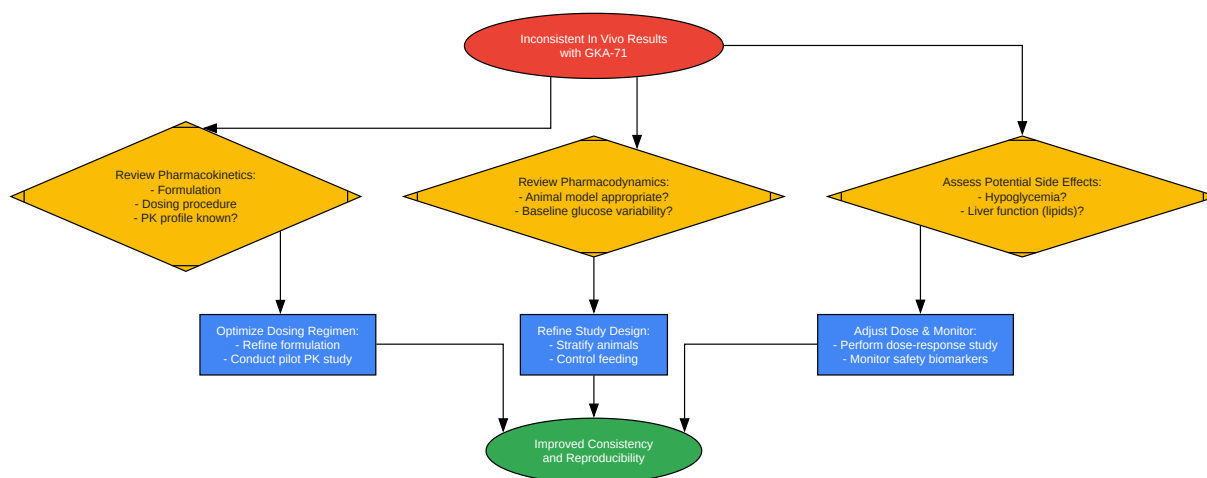 Inconsistent In Vivo Results
with GKA-71
Review Pharmacokinetics:
- Formulation
- Dosing procedure
- PK profile known?
Review Pharmacodynamics:
- Animal model appropriate?
- Baseline glucose variability?
Assess Potential Side Effects:
- Hypoglycemia?
- Liver function (lipids)?
Optimize Dosing Regimen:
- Refine formulation
- Conduct pilot PK study
Refine Study Design:
- Stratify animals
- Control feeding
Adjust Dose & Monitor:
- Perform dose-response study
- Monitor safety biomarkers
Improved Consistency
and Reproducibility